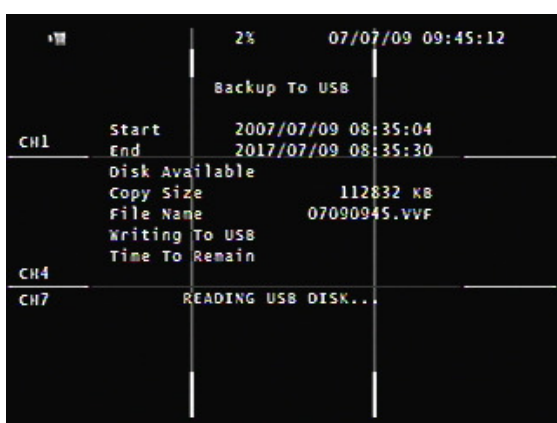 2% 07/07/09 09:45:12
Backup To USB
Start 2007/07/09 08:35:04
CH1
End 2017/07/09 08:35:30
Disk Available
Copy Size 112832 KB
File Name 07090945.VVF
Writing To USB
Time To Remain
CH4
CH7 READING USB DISK...